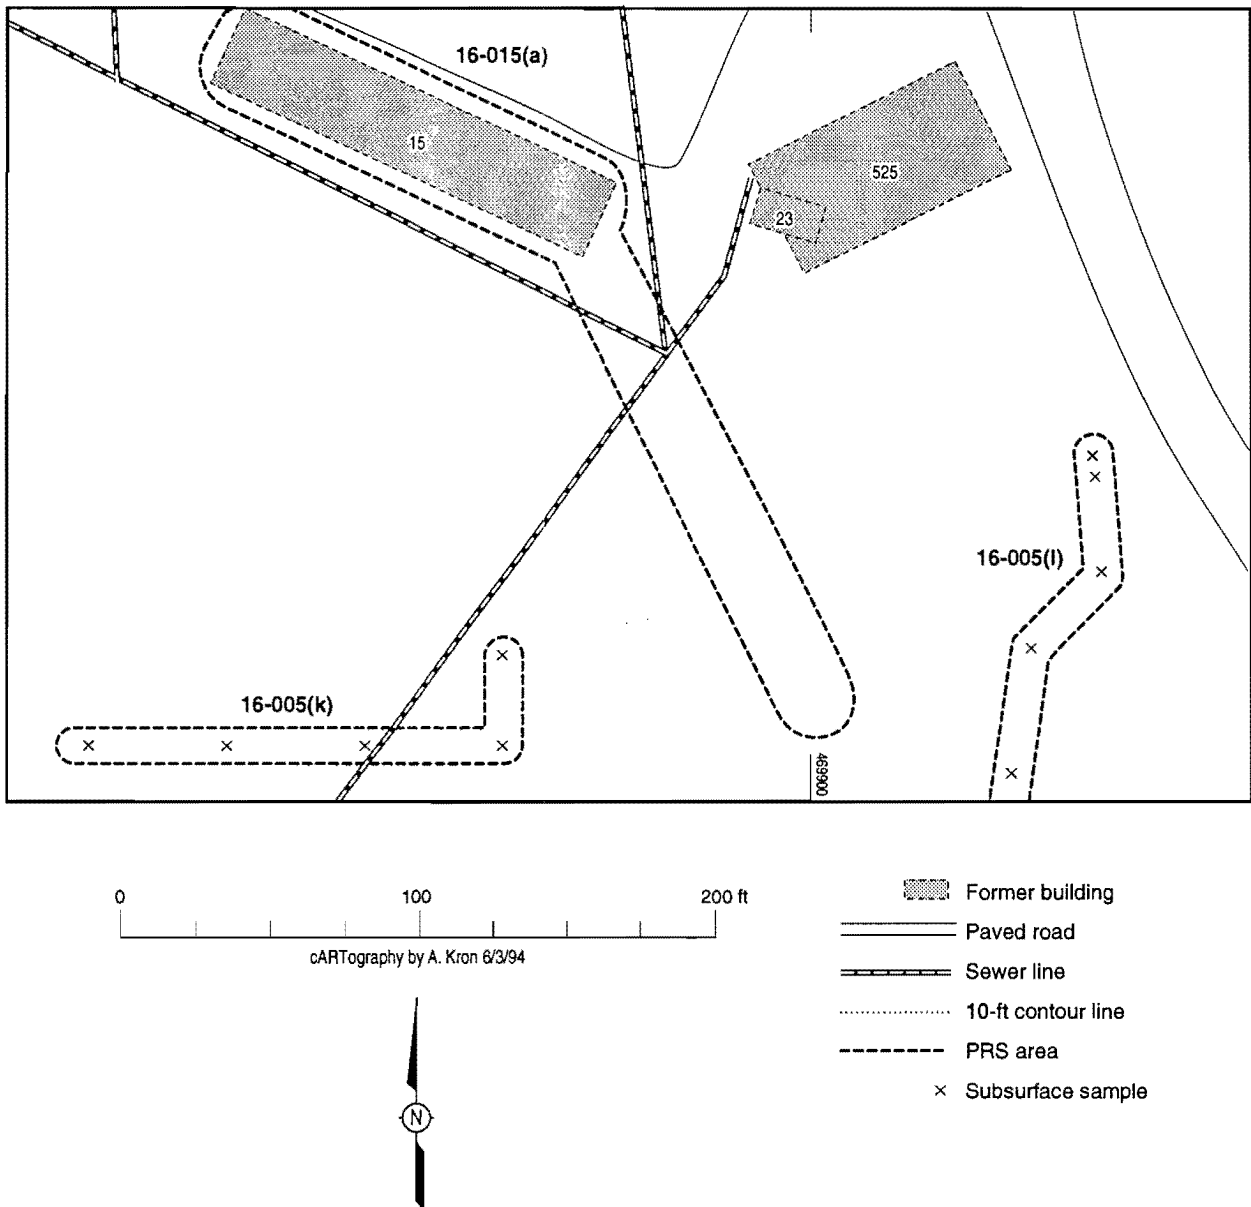 16-015(a)
15
525
23
16-005(l)
16-005(k)
469900
0 100 200 ft
cARTography by A. Kron 6/3/94
Former building
Paved road
Sewer line
10-ft contour line
PRS area
Subsurface sample
N